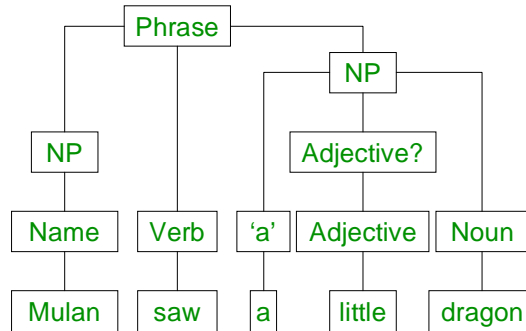 Phrase
NP
NP
Adjective?
Name Verb ‘a’ Adjective Noun
Mulan saw a little dragon